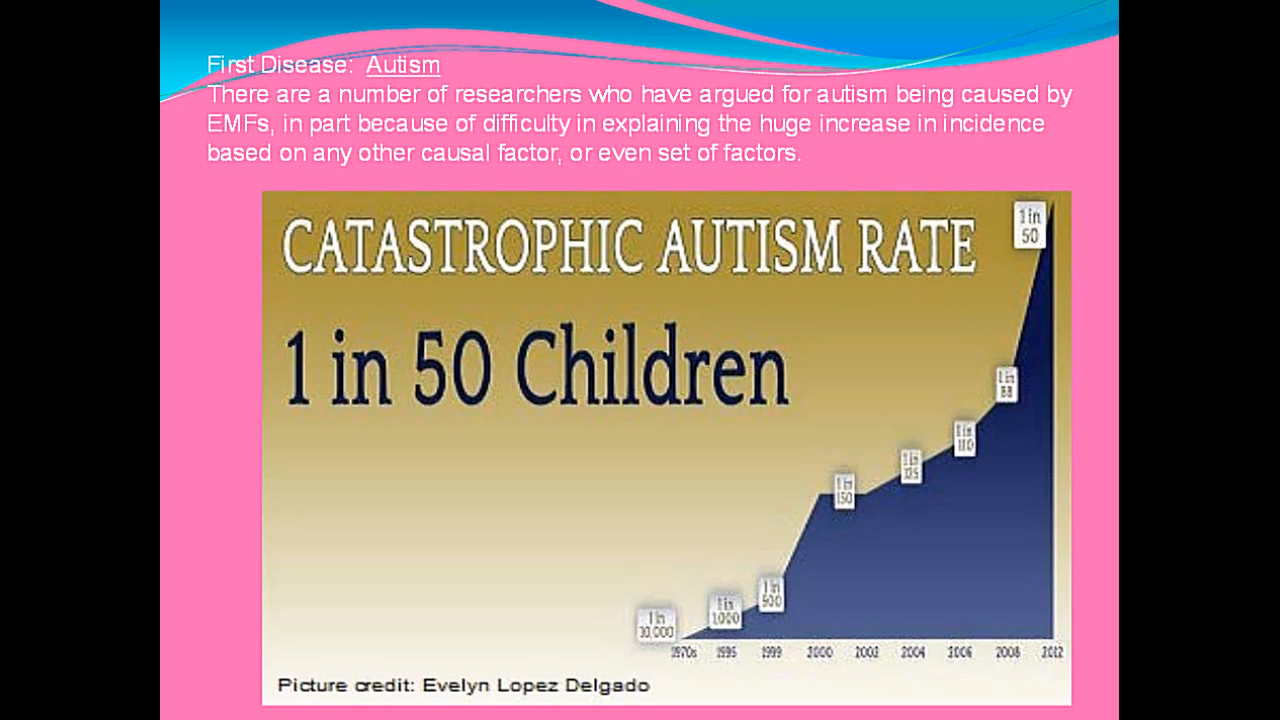 First Disease: Autism
There are a number of researchers who have argued for autism being caused by
EMFs, in part because of difficulty in explaining the huge increase in incidence
based on any other causal factor, or even set of factors.
CATASTROPHIC AUTISM RATE
1 in
50
1 in 50 Children
1 in
88
1 in
110
1 in
125
1 in
150
1 in
500
1 in
1000
1 in
10,000
1970s 1995 1999 2000 2002 2004 2006 2008 2012
Picture credit: Evelyn Lopez Delgado